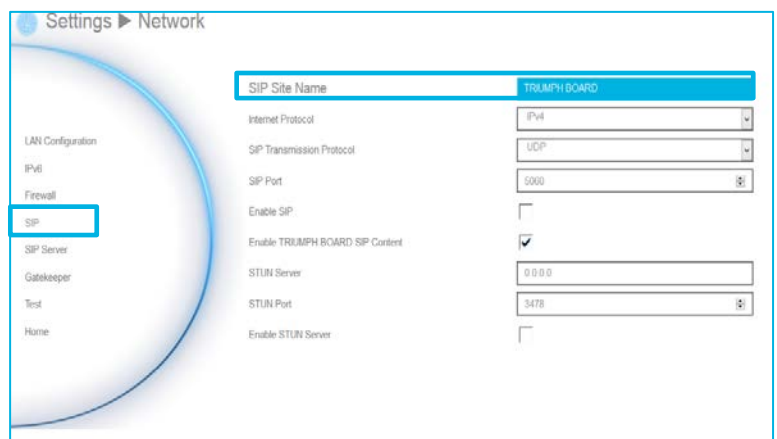 Settings ▶ Network
SIP Site Name TRIUMPH BOARD
Internet Protocol IPv4
LAN Configuration
SIP Transmission Protocol UDP
IPv6
SIP Port 5060
Firewall
Enable SIP
SIP
Enable TRIUMPH BOARD SIP Content
SIP Server
STUN Server 0.0.0.0
Gatekeeper
STUN Port 3478
Test
Enable STUN Server
Home